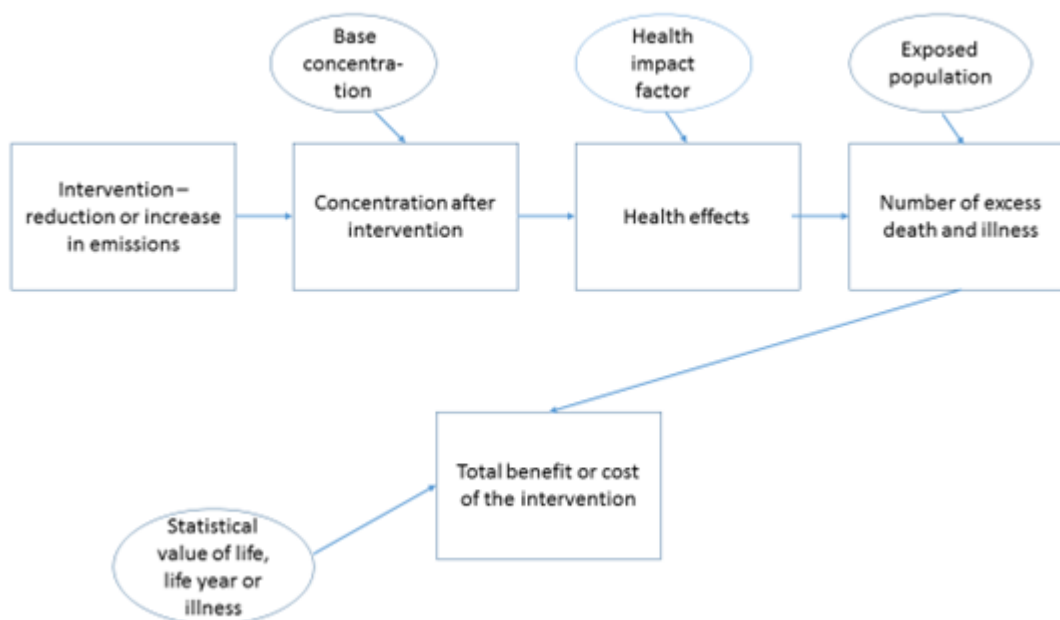 Base
concentra-
tion
Health
impact
factor
Exposed
population
Intervention –
reduction or increase
in emissions
Concentration after
intervention
Health effects
Number of excess
death and illness
Total benefit or cost
of the intervention
Statistical
value of life,
life year or
illness